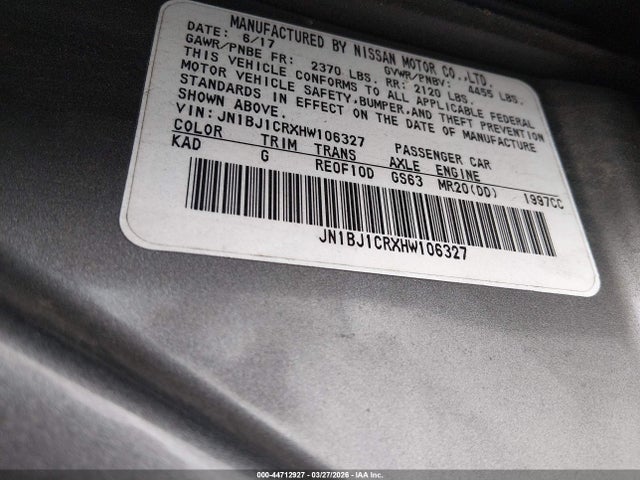 MANUFACTURED BY NISSAN MOTOR CO.,LTD.
DATE: 6/17 GVWR/PNBV: 4455 LBS.
GAWR/PNBE FR: 2370 LBS. RR: 2120 LBS.
THIS VEHICLE CONFORMS TO ALL APPLICABLE FEDERAL
MOTOR VEHICLE SAFETY,BUMPER,AND THEFT PREVENTION
STANDARDS IN EFFECT ON THE DATE OF MANUFACTURE
SHOWN ABOVE.
VIN: JN1BJ1CRXHW106327 PASSENGER CAR
COLOR TRIM TRANS AXLE ENGINE
KAD G RE0F10D GS63 MR20(DD) 1997CC
JN1BJ1CRXHW106327
000-44712927 - 03/27/2026 - IAA Inc.